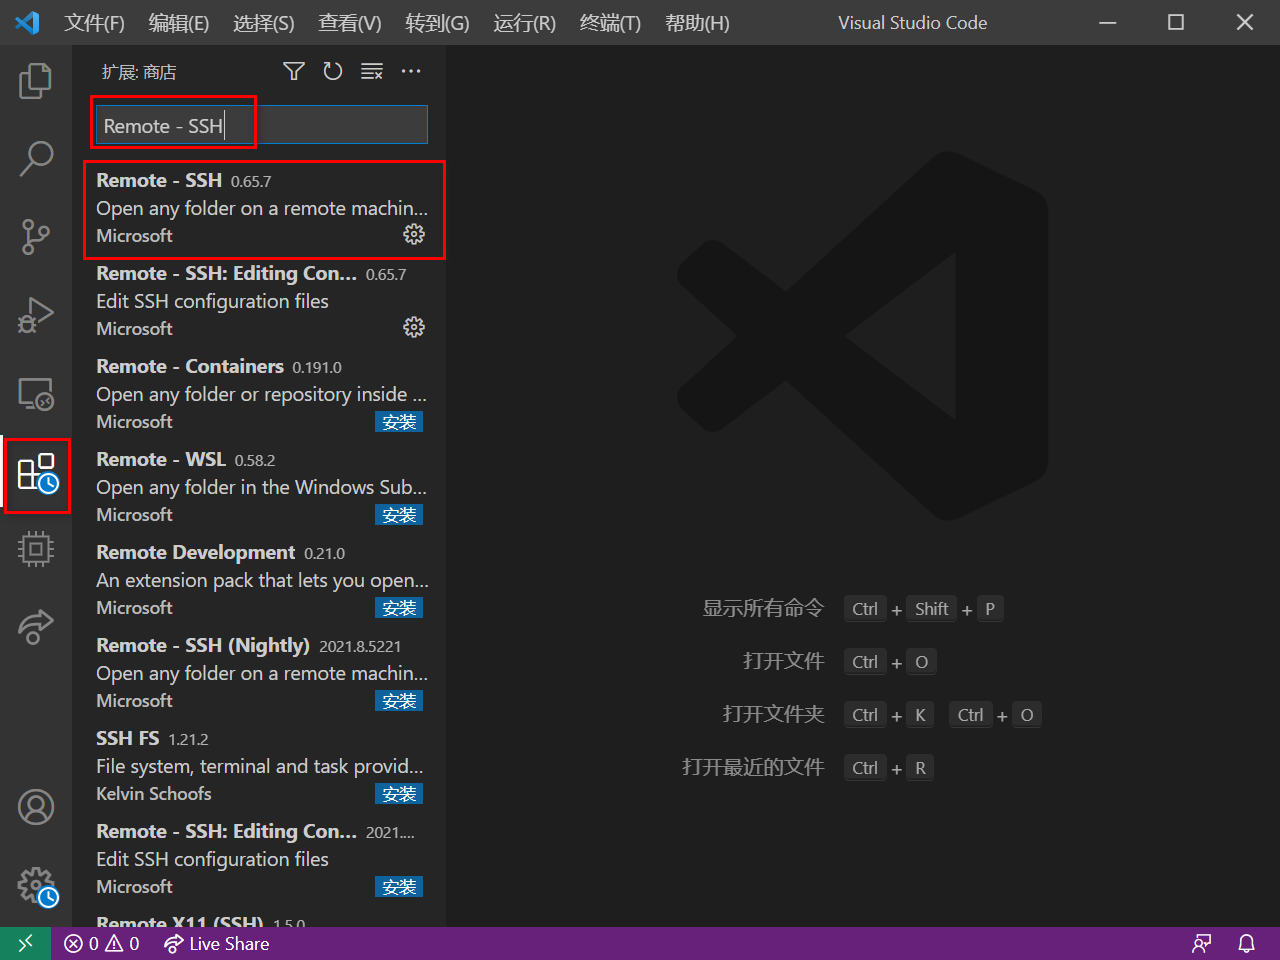 文件(F) 编辑(E) 选择(S) 查看(V) 转到(G) 运行(R) 终端(T) 帮助(H) Visual Studio Code
扩展: 商店
Remote - SSH
Remote - SSH 0.65.7
Open any folder on a remote machin...
Microsoft
Remote - SSH: Editing Con... 0.65.7
Edit SSH configuration files
Microsoft
Remote - Containers 0.191.0
Open any folder or repository inside ...
Microsoft 安装
Remote - WSL 0.58.2
Open any folder in the Windows Sub...
Microsoft 安装
Remote Development 0.21.0
An extension pack that lets you open...
Microsoft 安装
Remote - SSH (Nightly) 2021.8.5221
Open any folder on a remote machin...
Microsoft 安装
SSH FS 1.21.2
File system, terminal and task provid...
Kelvin Schoofs 安装
Remote - SSH: Editing Con... 2021....
Edit SSH configuration files
Microsoft 安装
Remote X11 (SSH) 1.5.0
显示所有命令 Ctrl + Shift + P
打开文件 Ctrl + O
打开文件夹 Ctrl + K Ctrl + O
打开最近的文件 Ctrl + R
0 0 Live Share